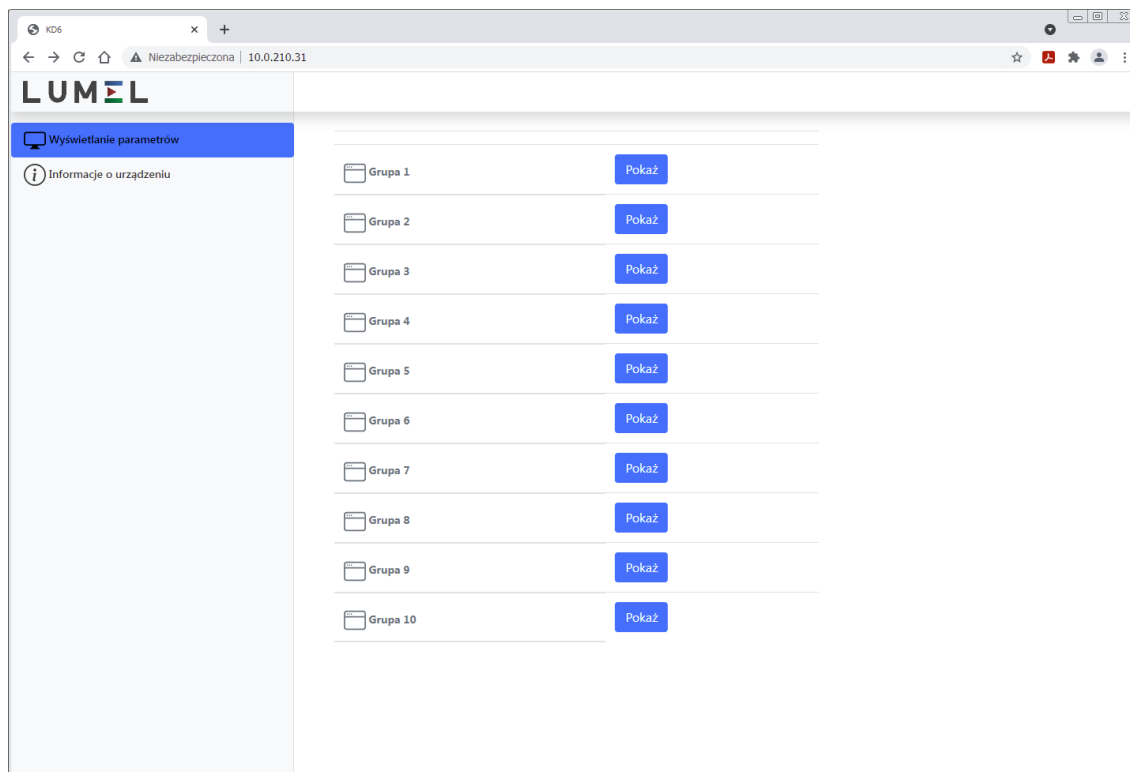 KD6
Niezabezpieczona | 10.0.210.31
LUMEL
Wyświetlanie parametrów
Informacje o urządzeniu
Grupa 1 Pokaż
Grupa 2 Pokaż
Grupa 3 Pokaż
Grupa 4 Pokaż
Grupa 5 Pokaż
Grupa 6 Pokaż
Grupa 7 Pokaż
Grupa 8 Pokaż
Grupa 9 Pokaż
Grupa 10 Pokaż